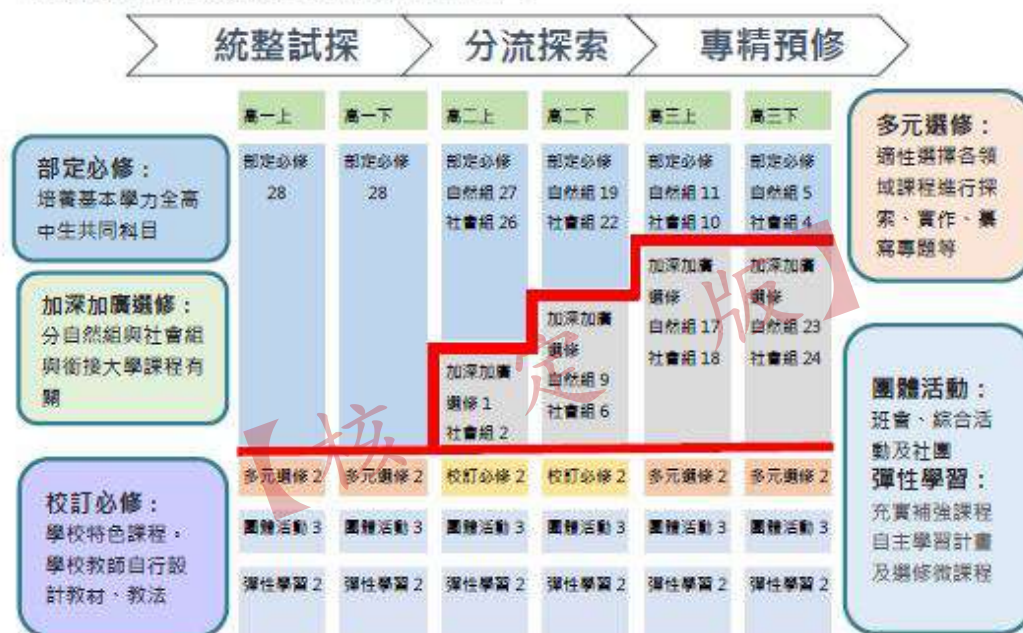 統整試探
分流探索
專精預修
高一上
高一下
高二上
高二下
高三上
高三下
部定必修:
培養基本學力全高
中生共同科目
加深加廣選修:
分自然組與社會組
與銜接大學課程有
關
校訂必修:
學校特色課程,
學校教師自行設
計教材、教法
部定必修
28
部定必修
28
部定必修
自然組 27
社會組 26
部定必修
自然組 19
社會組 22
部定必修
自然組 11
社會組 10
部定必修
自然組 5
社會組 4
加深加廣
選修 1
社會組 2
加深加廣
選修
自然組 9
社會組 6
加深加廣
選修
自然組 17
社會組 18
加深加廣
選修
自然組 23
社會組 24
多元選修 2
多元選修 2
校訂必修 2
校訂必修 2
多元選修 2
多元選修 2
團體活動 3
團體活動 3
團體活動 3
團體活動 3
團體活動 3
團體活動 3
彈性學習 2
彈性學習 2
彈性學習 2
彈性學習 2
彈性學習 2
彈性學習 2
多元選修:
適性選擇各領
域課程進行探
索、實作、纂
寫專題等
團體活動:
班會、綜合活
動及社團
彈性學習:
充實補強課程
自主學習計畫
及選修微課程
【核定版】